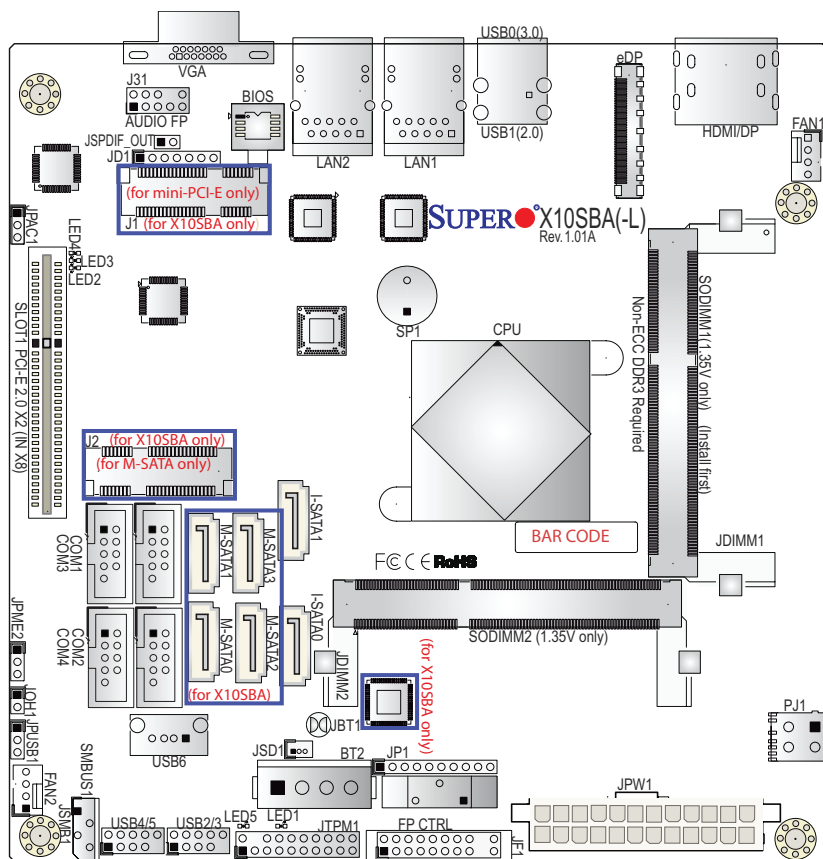 USB0(3.0)
VGA
eDP
J31
BIOS
AUDIO FP
USB1(2.0)
HDMI/DP
FAN1
JSPDIF_OUT
JD1
LAN2
LAN1
(for mini-PCI-E only)
J1
(for X10SBA only)
SUPER
X10SBA(-L)
Rev. 1.01A
JPAC1
LED4
LED3
LED2
SP1
CPU
SLOT1 PCI-E 2.0 X2 (IN X8)
SODIMM1(1.35V only) (Install first)
Non-ECC DDR3 Required
J2
(for X10SBA only)
(for M-SATA only)
I-SATA1
COM1
COM3
M-SATA1
M-SATA3
BAR CODE
JDIMM1
FC CE RoHS
COM2
COM4
M-SATA0
M-SATA2
I-SATA0
(for X10SBA)
SODIMM2 (1.35V only)
JDIMM2
(for X10SBA only)
JPME2
JOH1
JPUSB1
PJ1
JBT1
USB6
JSD1
BT2
JP1
FAN2
SMBUS1
JSMB1
JPW1
USB4/5
USB2/3
LED5
LED1
JTPM1
FP CTRL
JF1